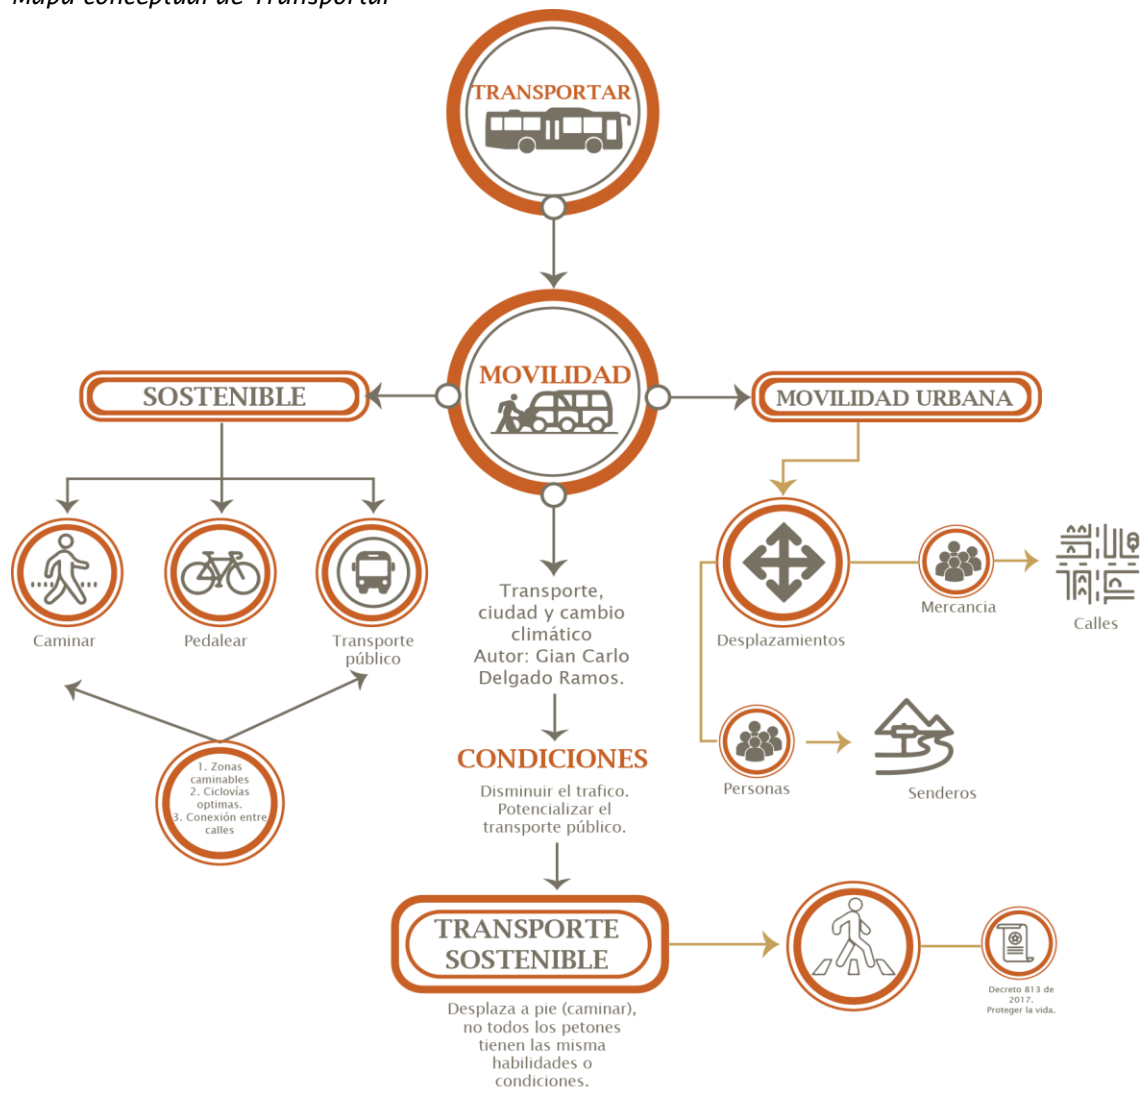 Mapa conceptual de Transportar
TRANSPORTAR
MOVILIDAD
SOSTENIBLE
MOVILIDAD URBANA
Caminar
Pedalear
Transporte
público
1. Zonas
caminables
2. Ciclovías
optimas.
3. Conexión entre
calles
Transporte,
ciudad y cambio
climático
Autor: Gian Carlo
Delgado Ramos.
Desplazamientos
Mercancia
Calles
Personas
Senderos
CONDICIONES
Disminuir el trafico.
Potencializar el
transporte público.
TRANSPORTE
SOSTENIBLE
Desplaza a pie (caminar),
no todos los petones
tienen las misma
habilidades o
condiciones.
Decreto 813 de
2017.
Proteger la vida.